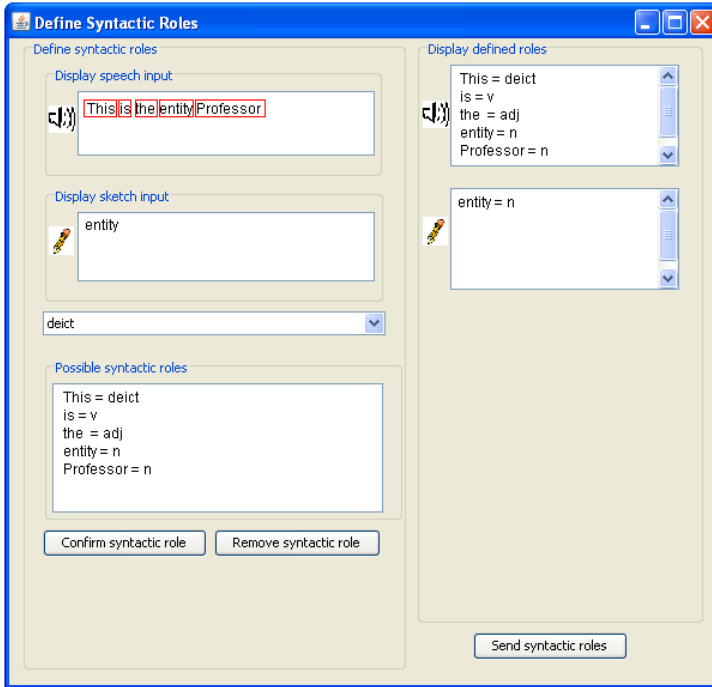 Define Syntactic Roles
Define syntactic roles
Display speech input
This is the entity Professor
Display sketch input
entity
deict
Possible syntactic roles
This = deict
is = v
the = adj
entity = n
Professor = n
Confirm syntactic role
Remove syntactic role
Display defined roles
This = deict
is = v
the = adj
entity = n
Professor = n
entity = n
Send syntactic roles